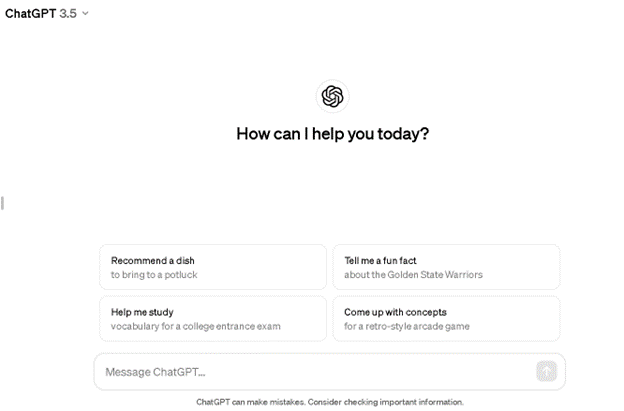 ChatGPT 3.5
How can I help you today?
Recommend a dish
to bring to a potluck
Tell me a fun fact
about the Golden State Warriors
Help me study
vocabulary for a college entrance exam
Come up with concepts
for a retro-style arcade game
Message ChatGPT...
ChatGPT can make mistakes. Consider checking important information.